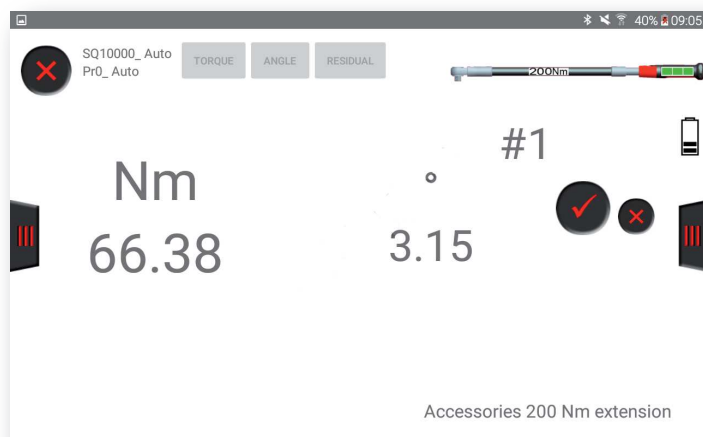 40% 09:05
SQ10000_ Auto
Pr0_ Auto
TORQUE
ANGLE
RESIDUAL
200Nm
#1
Nm
°
66.38
3.15
Accessories 200 Nm extension